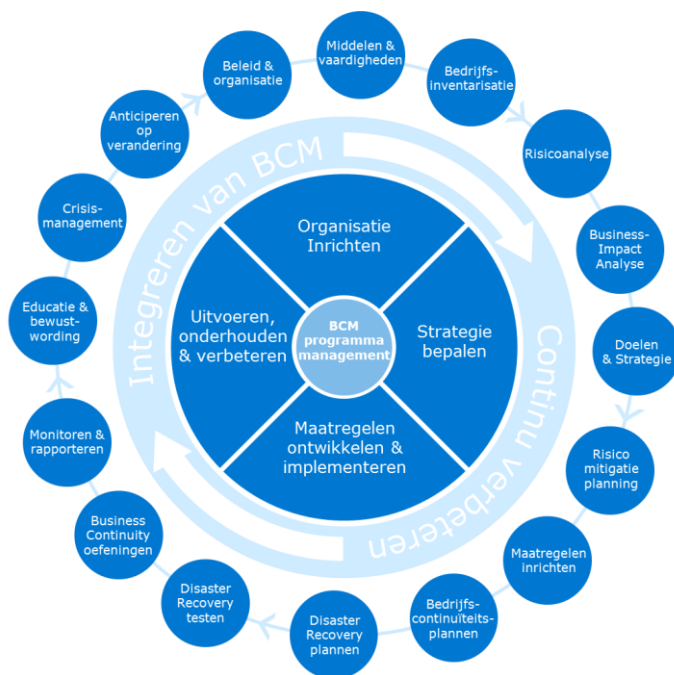 Middelen &
vaardigheden
Bedrijfs-
inventarisatie
Risicoanalyse
Business-
Impact
Analyse
Doelen
& Strategie
Risico
mitigatie
planning
Maatregelen
inrichten
Bedrijfs-
continuïteits-
plannen
Disaster
Recovery
plannen
Disaster
Recovery
testen
Business
Continuity
oefeningen
Monitoren &
rapporteren
Educatie &
bewust-
wording
Crisis-
management
Anticiperen
op
verandering
Beleid &
organisatie
Integreren van BCM
Continu verbeteren
Organisatie
Inrichten
Strategie
bepalen
Maatregelen
ontwikkelen &
implementeren
Uitvoeren,
onderhouden
& verbeteren
BCM
programma
management